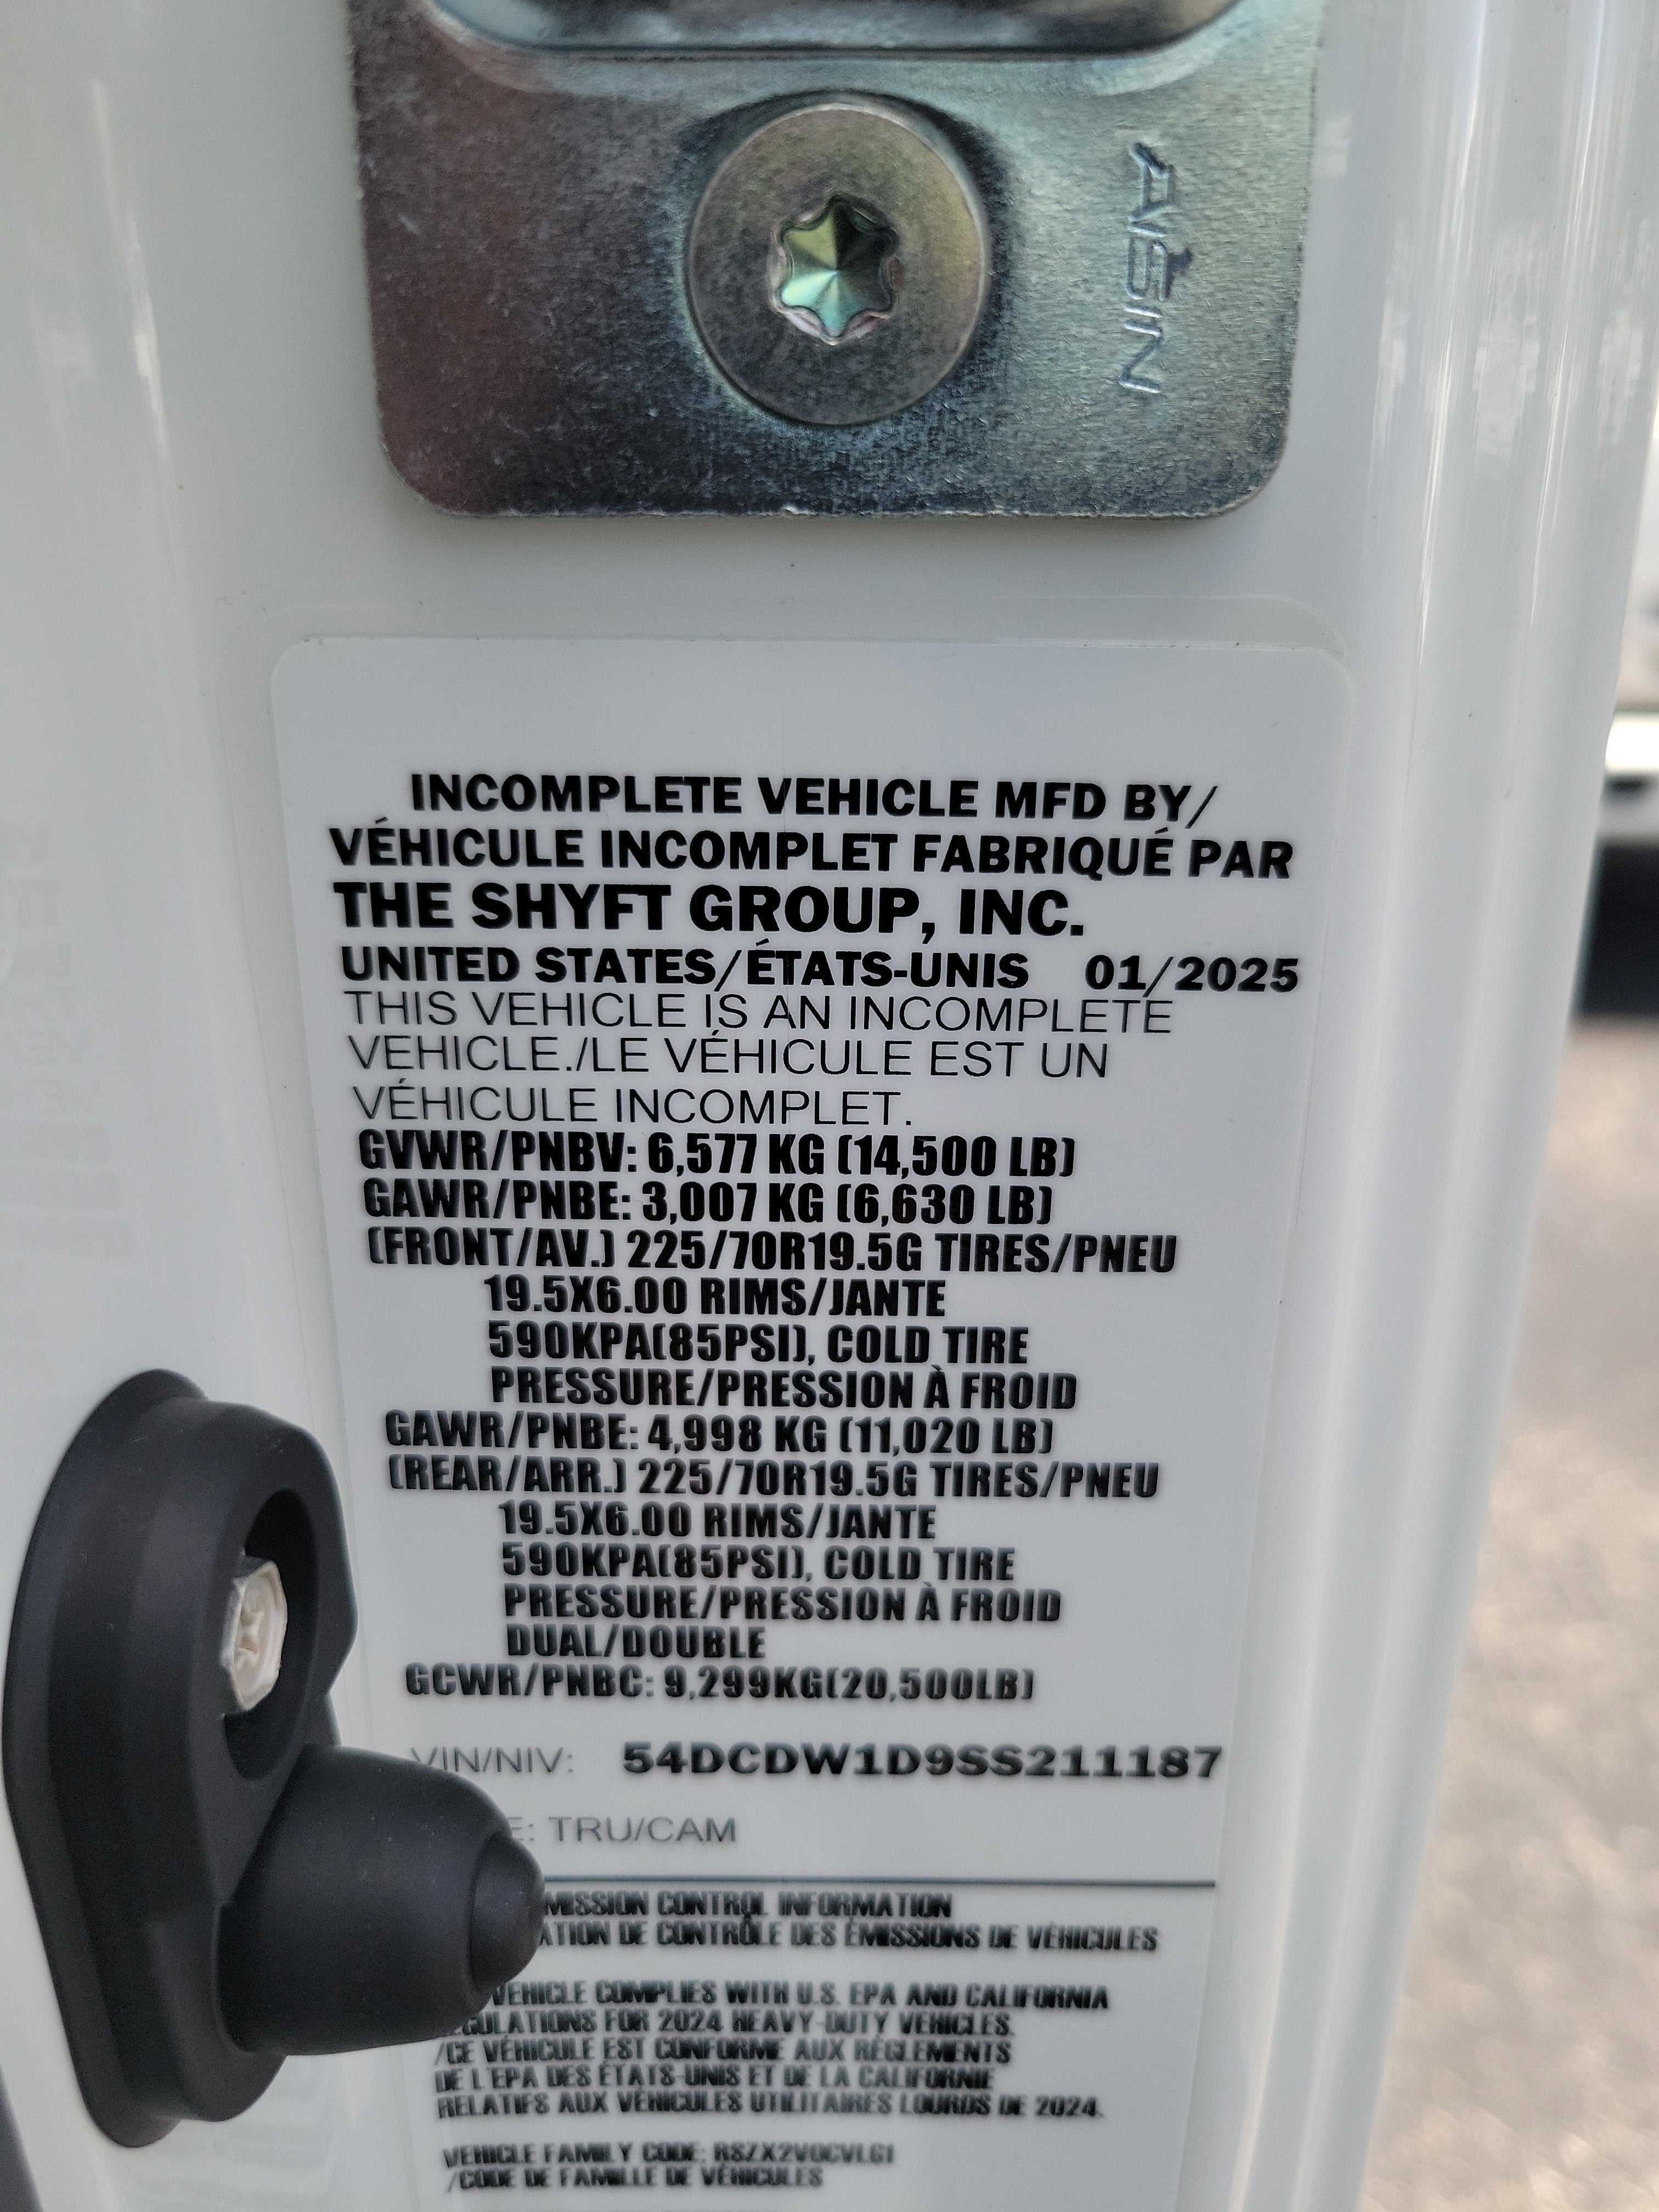 AISIN
INCOMPLETE VEHICLE MFD BY/
VÉHICULE INCOMPLET FABRIQUÉ PAR
THE SHYFT GROUP, INC.
UNITED STATES/ÉTATS-UNIS 01/2025
THIS VEHICLE IS AN INCOMPLETE
VEHICLE./LE VÉHICULE EST UN
VÉHICULE INCOMPLET.
GVWR/PNBV: 6,577 KG (14,500 LB)
GAWR/PNBE: 3,007 KG (6,630 LB)
(FRONT/AV.) 225/70R19.5G TIRES/PNEU
19.5X6.00 RIMS/JANTE
590KPA(85PSI), COLD TIRE
PRESSURE/PRESSION À FROID
GAWR/PNBE: 4,998 KG (11,020 LB)
(REAR/ARR.) 225/70R19.5G TIRES/PNEU
19.5X6.00 RIMS/JANTE
590KPA(85PSI), COLD TIRE
PRESSURE/PRESSION À FROID
DUAL/DOUBLE
GCWR/PNBC: 9,299KG(20,500LB)
VIN/NIV: 54DCDW1D9SS211187
E: TRU/CAM
MISSION CONTROL INFORMATION
ATION DE CONTRÔLE DES ÉMISSIONS DE VÉHICULES
VEHICLE COMPLIES WITH U.S. EPA AND CALIFORNIA
GULATIONS FOR 2024 HEAVY-DUTY VEHICLES.
/CE VÉHICULE EST CONFORME AUX RÈGLEMENTS
DE L'EPA DES ÉTATS-UNIS ET DE LA CALIFORNIE
RELATIFS AUX VÉHICULES UTILITAIRES LOURDS DE 2024.
VEHICLE FAMILY CODE:
/CODE DE FAMILLE DE VÉHICULES